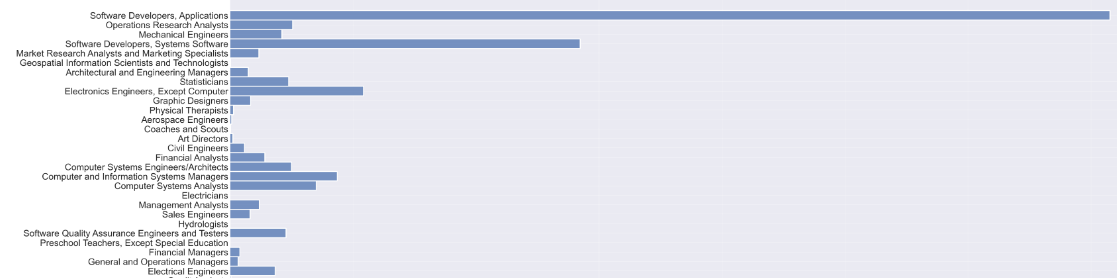 Software Developers, Applications
Operations Research Analysts
Mechanical Engineers
Software Developers, Systems Software
Market Research Analysts and Marketing Specialists
Geospatial Information Scientists and Technologists
Architectural and Engineering Managers
Statisticians
Electronics Engineers, Except Computer
Graphic Designers
Physical Therapists
Aerospace Engineers
Coaches and Scouts
Art Directors
Civil Engineers
Financial Analysts
Computer Systems Engineers/Architects
Computer and Information Systems Managers
Computer Systems Analysts
Electricians
Management Analysts
Sales Engineers
Hydrologists
Software Quality Assurance Engineers and Testers
Preschool Teachers, Except Special Education
Financial Managers
General and Operations Managers
Electrical Engineers